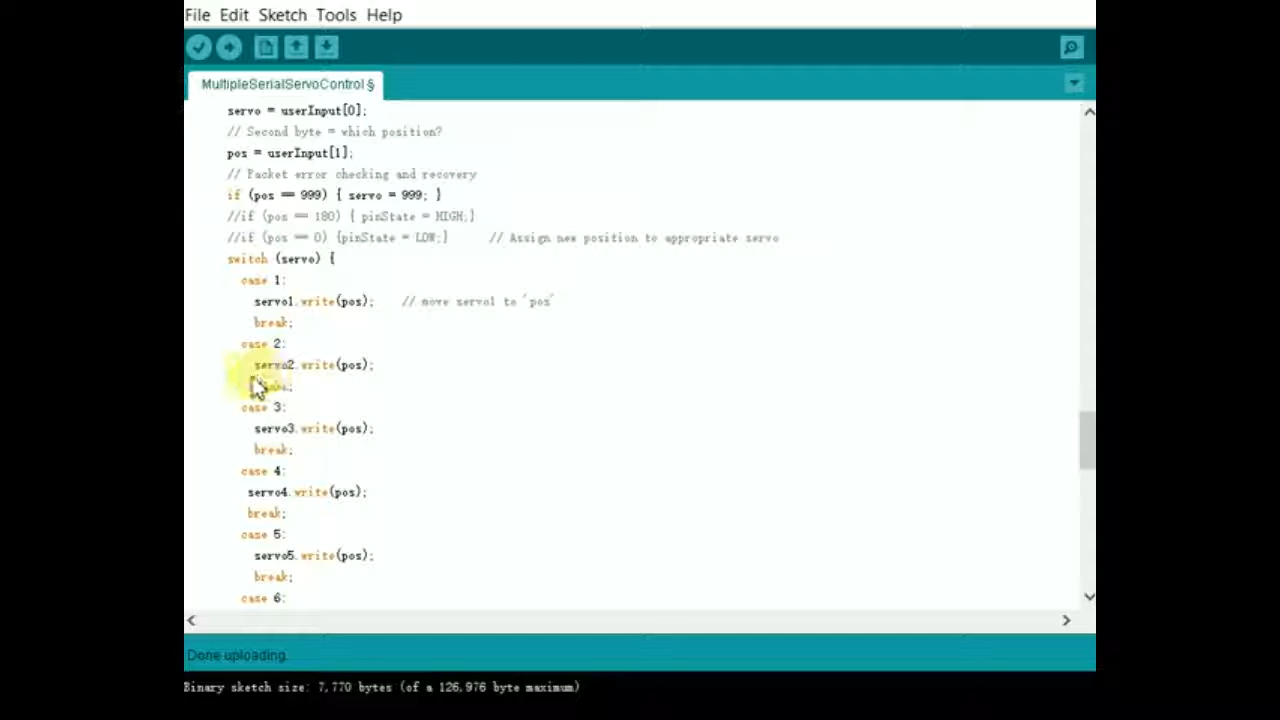 File Edit Sketch Tools Help
MultipleSerialServoControl §
servo = userInput[0];
// Second byte = which position?
pos = userInput[1];
// Packet error checking and recovery
if (pos == 999) { servo = 999; }
//if (pos == 180) { pinState = HIGH;}
//if (pos == 0) {pinState = LOW;} // Assign new position to appropriate servo
switch (servo) {
case 1:
servo1.write(pos); // move servo1 to 'pos'
break;
case 2:
servo2.write(pos);
case 3:
servo3.write(pos);
break;
case 4:
servo4.write(pos);
break;
case 5:
servo5.write(pos);
break;
case 6:
Done uploading.
Binary sketch size: 7,770 bytes (of a 126,976 byte maximum)